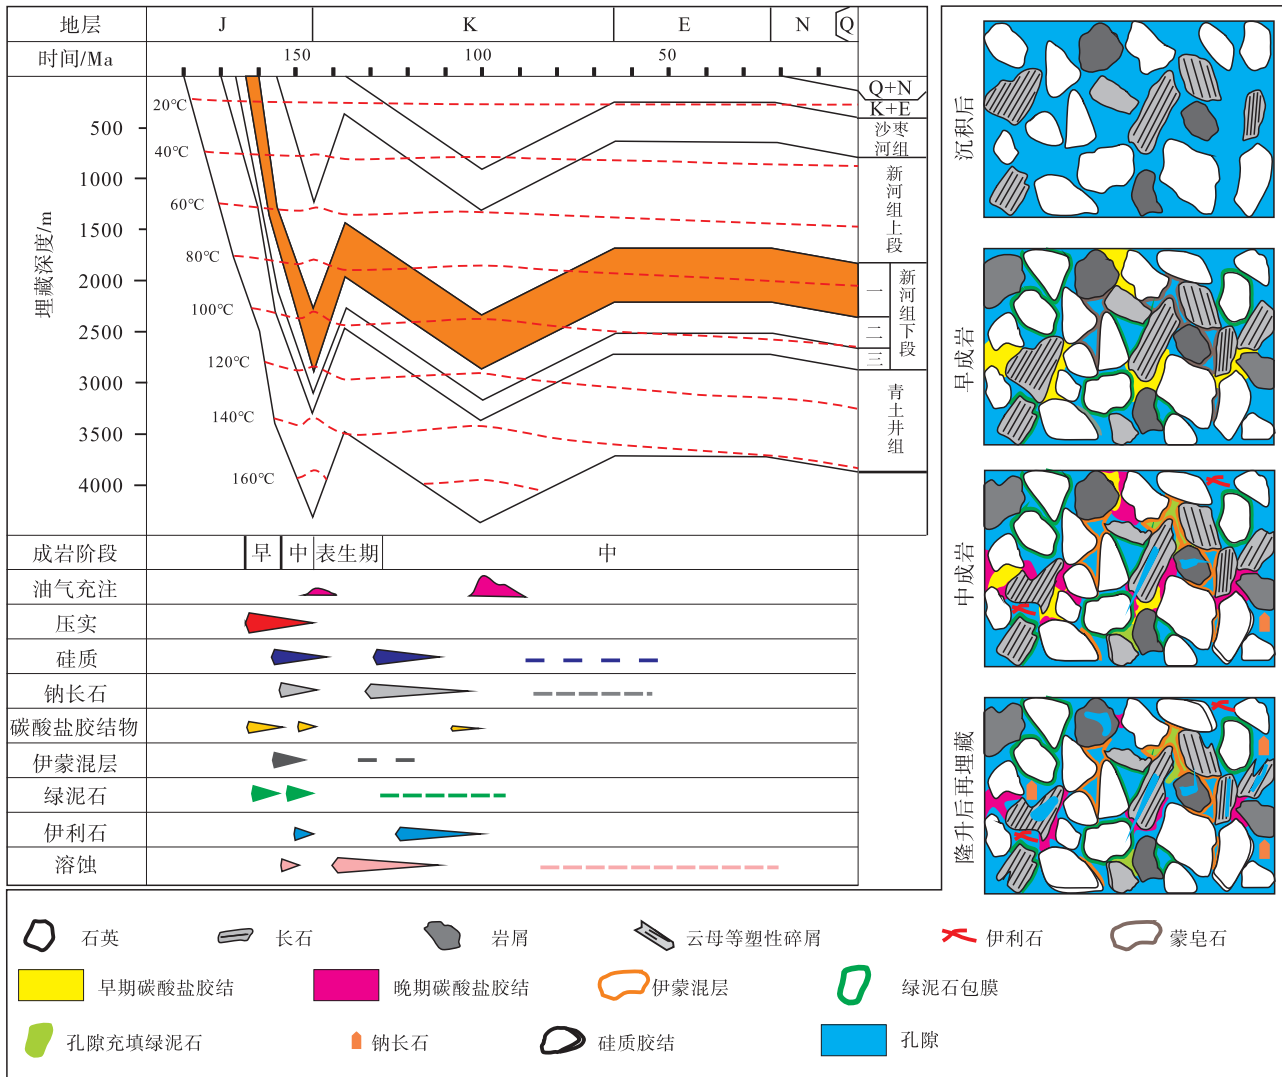 地层 J K E N Q
时间/Ma 150 100 50
埋藏深度/m
500
1000
1500
2000
2500
3000
3500
4000
20℃
40℃
60℃
80℃
100℃
120℃
140℃
160℃
Q+N
K+E
沙枣河组
新河组上段
一
二
三
新河组下段
青土井组
成岩阶段 早 中 表生期 中
油气充注
压实
硅质
钠长石
碳酸盐胶结物
伊蒙混层
绿泥石
伊利石
溶蚀
沉积后
早成岩
中成岩
隆升后再埋藏
石英 长石 岩屑 云母等塑性碎屑 伊利石 蒙皂石
早期碳酸盐胶结 晚期碳酸盐胶结 伊蒙混层 绿泥石包膜
孔隙充填绿泥石 钠长石 硅质胶结 孔隙